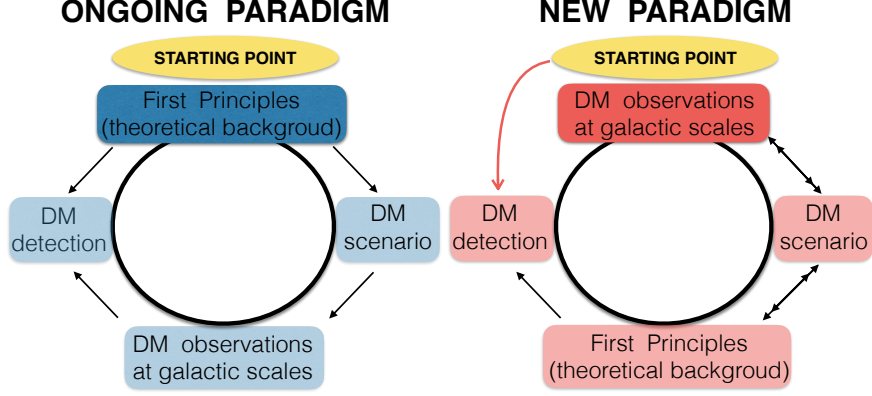 ONGOING PARADIGM
STARTING POINT
First Principles
(theoretical backgroud)
DM
detection
DM
scenario
DM observations
at galactic scales
NEW PARADIGM
STARTING POINT
DM observations
at galactic scales
DM
detection
DM
scenario
First Principles
(theoretical backgroud)